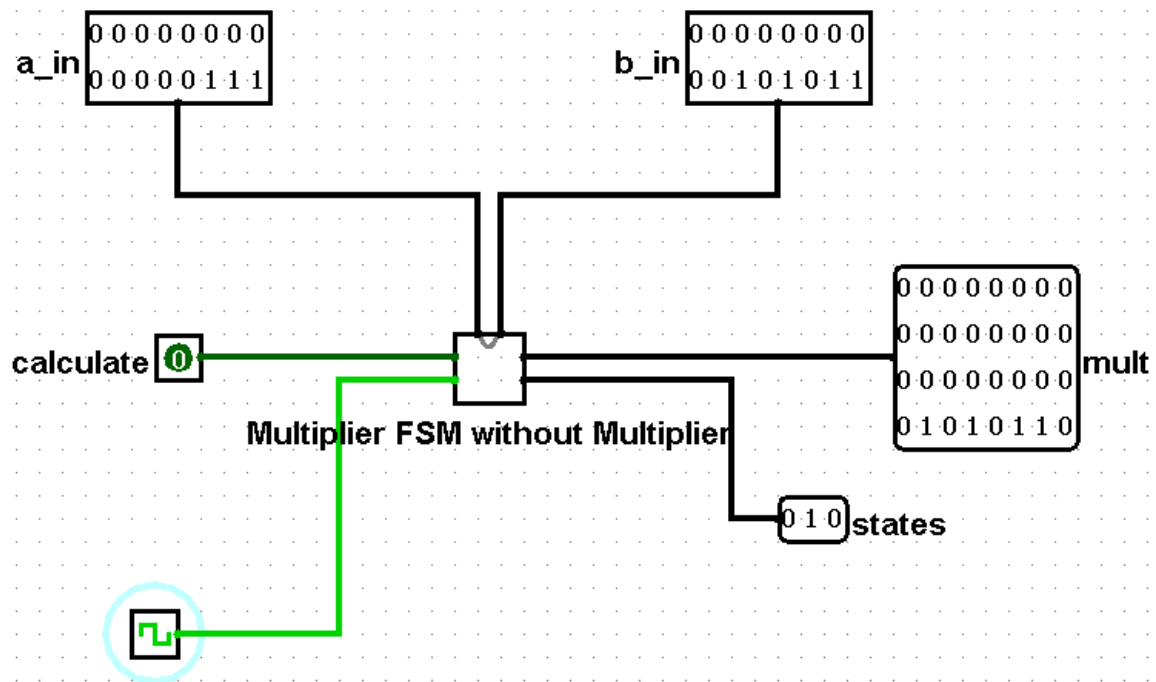 0 0 0 0 0 0 0 0
a_in
0 0 0 0 0 1 1 1
0 0 0 0 0 0 0 0
b_in
0 0 1 0 1 0 1 1
calculate
0
0 0 0 0 0 0 0 0
0 0 0 0 0 0 0 0
mult
0 0 0 0 0 0 0 0
0 1 0 1 0 1 1 0
Multiplier FSM without Multiplier
0 1 0
states